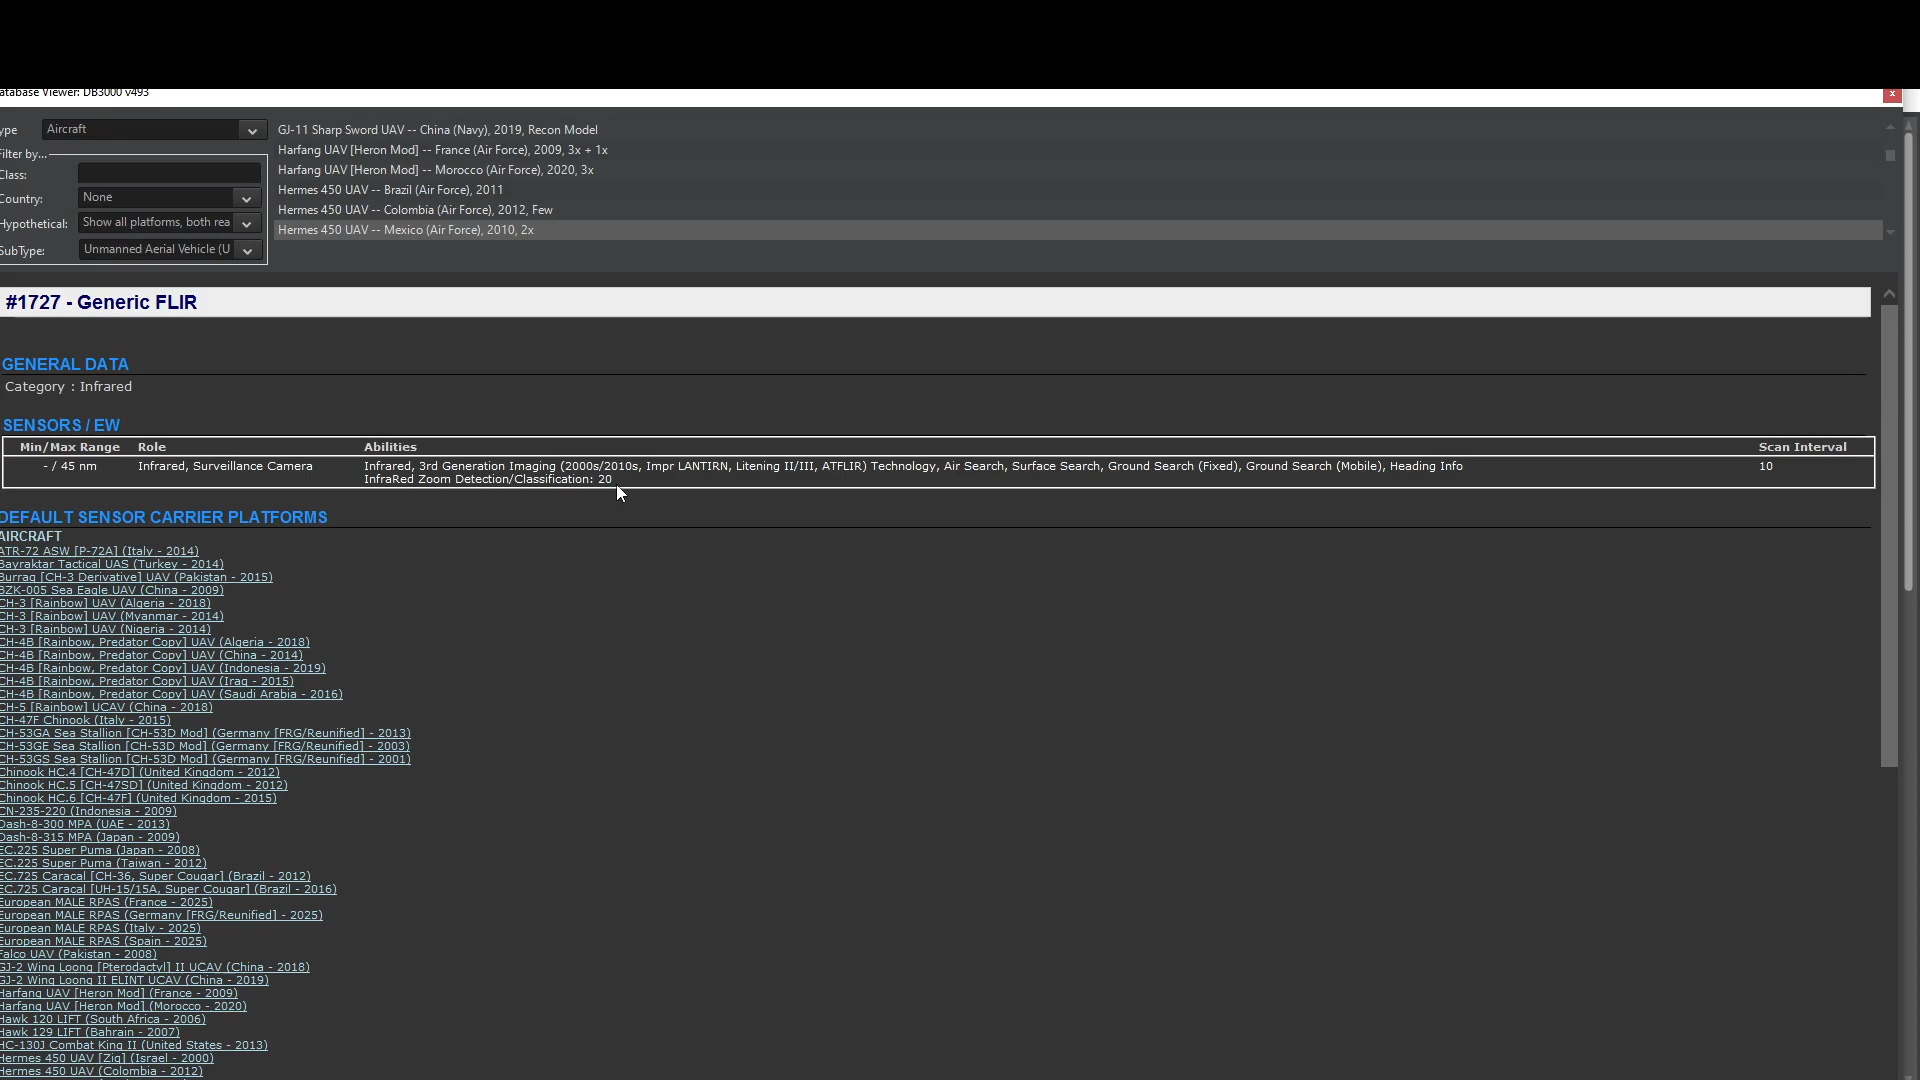 atabase Viewer: DB3000 v493
ype
Aircraft
Filter by...
Class:
Country:
None
Hypothetical:
Show all platforms, both rea
SubType:
Unmanned Aerial Vehicle (U
GJ-11 Sharp Sword UAV -- China (Navy), 2019, Recon Model
Harfang UAV [Heron Mod] -- France (Air Force), 2009, 3x + 1x
Harfang UAV [Heron Mod] -- Morocco (Air Force), 2020, 3x
Hermes 450 UAV -- Brazil (Air Force), 2011
Hermes 450 UAV -- Colombia (Air Force), 2012, Few
Hermes 450 UAV -- Mexico (Air Force), 2010, 2x
#1727 - Generic FLIR
GENERAL DATA
Category : Infrared
SENSORS / EW
Min/Max Range Role Abilities Scan Interval
- / 45 nm Infrared, Surveillance Camera Infrared, 3rd Generation Imaging (2000s/2010s, Impr LANTIRN, Litening II/III, ATFLIR) Technology, Air Search, Surface Search, Ground Search (Fixed), Ground Search (Mobile), Heading Info 10
InfraRed Zoom Detection/Classification: 20
DEFAULT SENSOR CARRIER PLATFORMS
AIRCRAFT
ATR-72 ASW [P-72A] (Italy - 2014)
Bayraktar Tactical UAS (Turkey - 2014)
Burraq [CH-3 Derivative] UAV (Pakistan - 2015)
BZK-005 Sea Eagle UAV (China - 2009)
CH-3 [Rainbow] UAV (Algeria - 2018)
CH-3 [Rainbow] UAV (Myanmar - 2014)
CH-3 [Rainbow] UAV (Nigeria - 2014)
CH-4B [Rainbow, Predator Copy] UAV (Algeria - 2018)
CH-4B [Rainbow, Predator Copy] UAV (China - 2014)
CH-4B [Rainbow, Predator Copy] UAV (Indonesia - 2019)
CH-4B [Rainbow, Predator Copy] UAV (Iraq - 2015)
CH-4B [Rainbow, Predator Copy] UAV (Saudi Arabia - 2016)
CH-5 [Rainbow] UCAV (China - 2018)
CH-47F Chinook (Italy - 2015)
CH-53GA Sea Stallion [CH-53D Mod] (Germany [FRG/Reunified] - 2013)
CH-53GE Sea Stallion [CH-53D Mod] (Germany [FRG/Reunified] - 2003)
CH-53GS Sea Stallion [CH-53D Mod] (Germany [FRG/Reunified] - 2001)
Chinook HC.4 [CH-47D] (United Kingdom - 2012)
Chinook HC.5 [CH-47SD] (United Kingdom - 2012)
Chinook HC.6 [CH-47F] (United Kingdom - 2015)
CN-235-220 (Indonesia - 2009)
Dash-8-300 MPA (UAE - 2013)
Dash-8-315 MPA (Japan - 2009)
EC.225 Super Puma (Japan - 2008)
EC.225 Super Puma (Taiwan - 2012)
EC.725 Caracal [CH-36, Super Cougar] (Brazil - 2012)
EC.725 Caracal [UH-15/15A, Super Cougar] (Brazil - 2016)
European MALE RPAS (France - 2025)
European MALE RPAS (Germany [FRG/Reunified] - 2025)
European MALE RPAS (Italy - 2025)
European MALE RPAS (Spain - 2025)
Falco UAV (Pakistan - 2008)
GJ-2 Wing Loong [Pterodactyl] II UCAV (China - 2018)
GJ-2 Wing Loong II ELINT UCAV (China - 2019)
Harfang UAV [Heron Mod] (France - 2009)
Harfang UAV [Heron Mod] (Morocco - 2020)
Hawk 120 LIFT (South Africa - 2006)
Hawk 129 LIFT (Bahrain - 2007)
HC-130J Combat King II (United States - 2013)
Hermes 450 UAV [Zig] (Israel - 2000)
Hermes 450 UAV (Colombia - 2012)